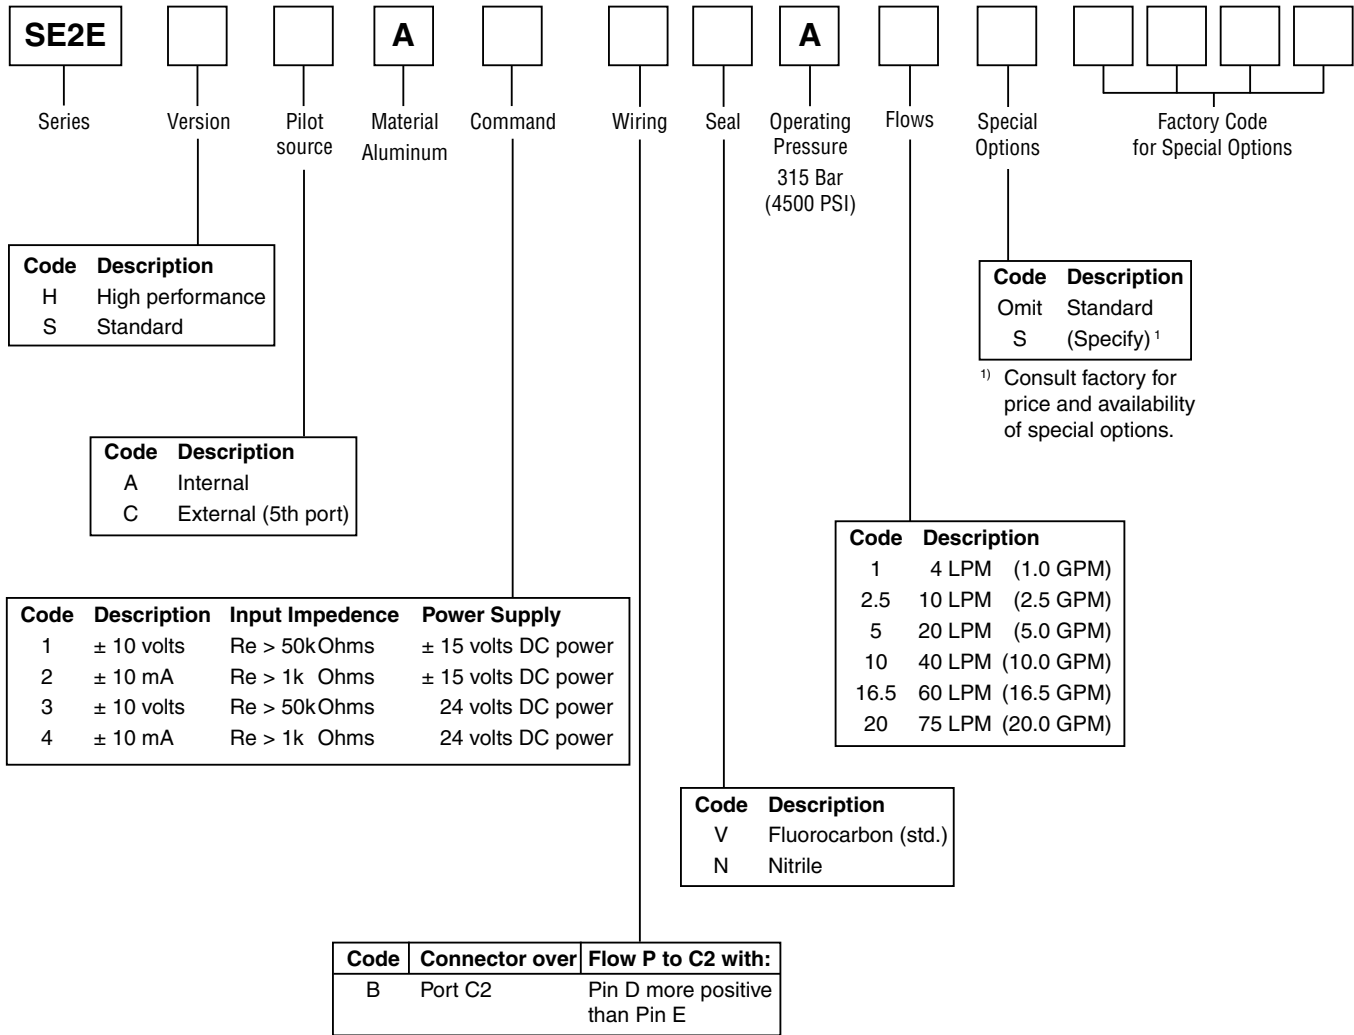 SE2E A A
Series Version Pilot source Material Aluminum Command Wiring Seal Operating Pressure 315 Bar (4500 PSI) Flows Special Options Factory Code for Special Options
Code Description
H High performance
S Standard
Code Description
Omit Standard
S (Specify) 1
1) Consult factory for
price and availability
of special options.
Code Description
A Internal
C External (5th port)
Code Description
1 4 LPM (1.0 GPM)
2.5 10 LPM (2.5 GPM)
5 20 LPM (5.0 GPM)
10 40 LPM (10.0 GPM)
16.5 60 LPM (16.5 GPM)
20 75 LPM (20.0 GPM)
Code Description Input Impedence Power Supply
1 ± 10 volts Re > 50k Ohms ± 15 volts DC power
2 ± 10 mA Re > 1k Ohms ± 15 volts DC power
3 ± 10 volts Re > 50k Ohms 24 volts DC power
4 ± 10 mA Re > 1k Ohms 24 volts DC power
Code Description
V Fluorocarbon (std.)
N Nitrile
Code Connector over Flow P to C2 with:
B Port C2 Pin D more positive
than Pin E